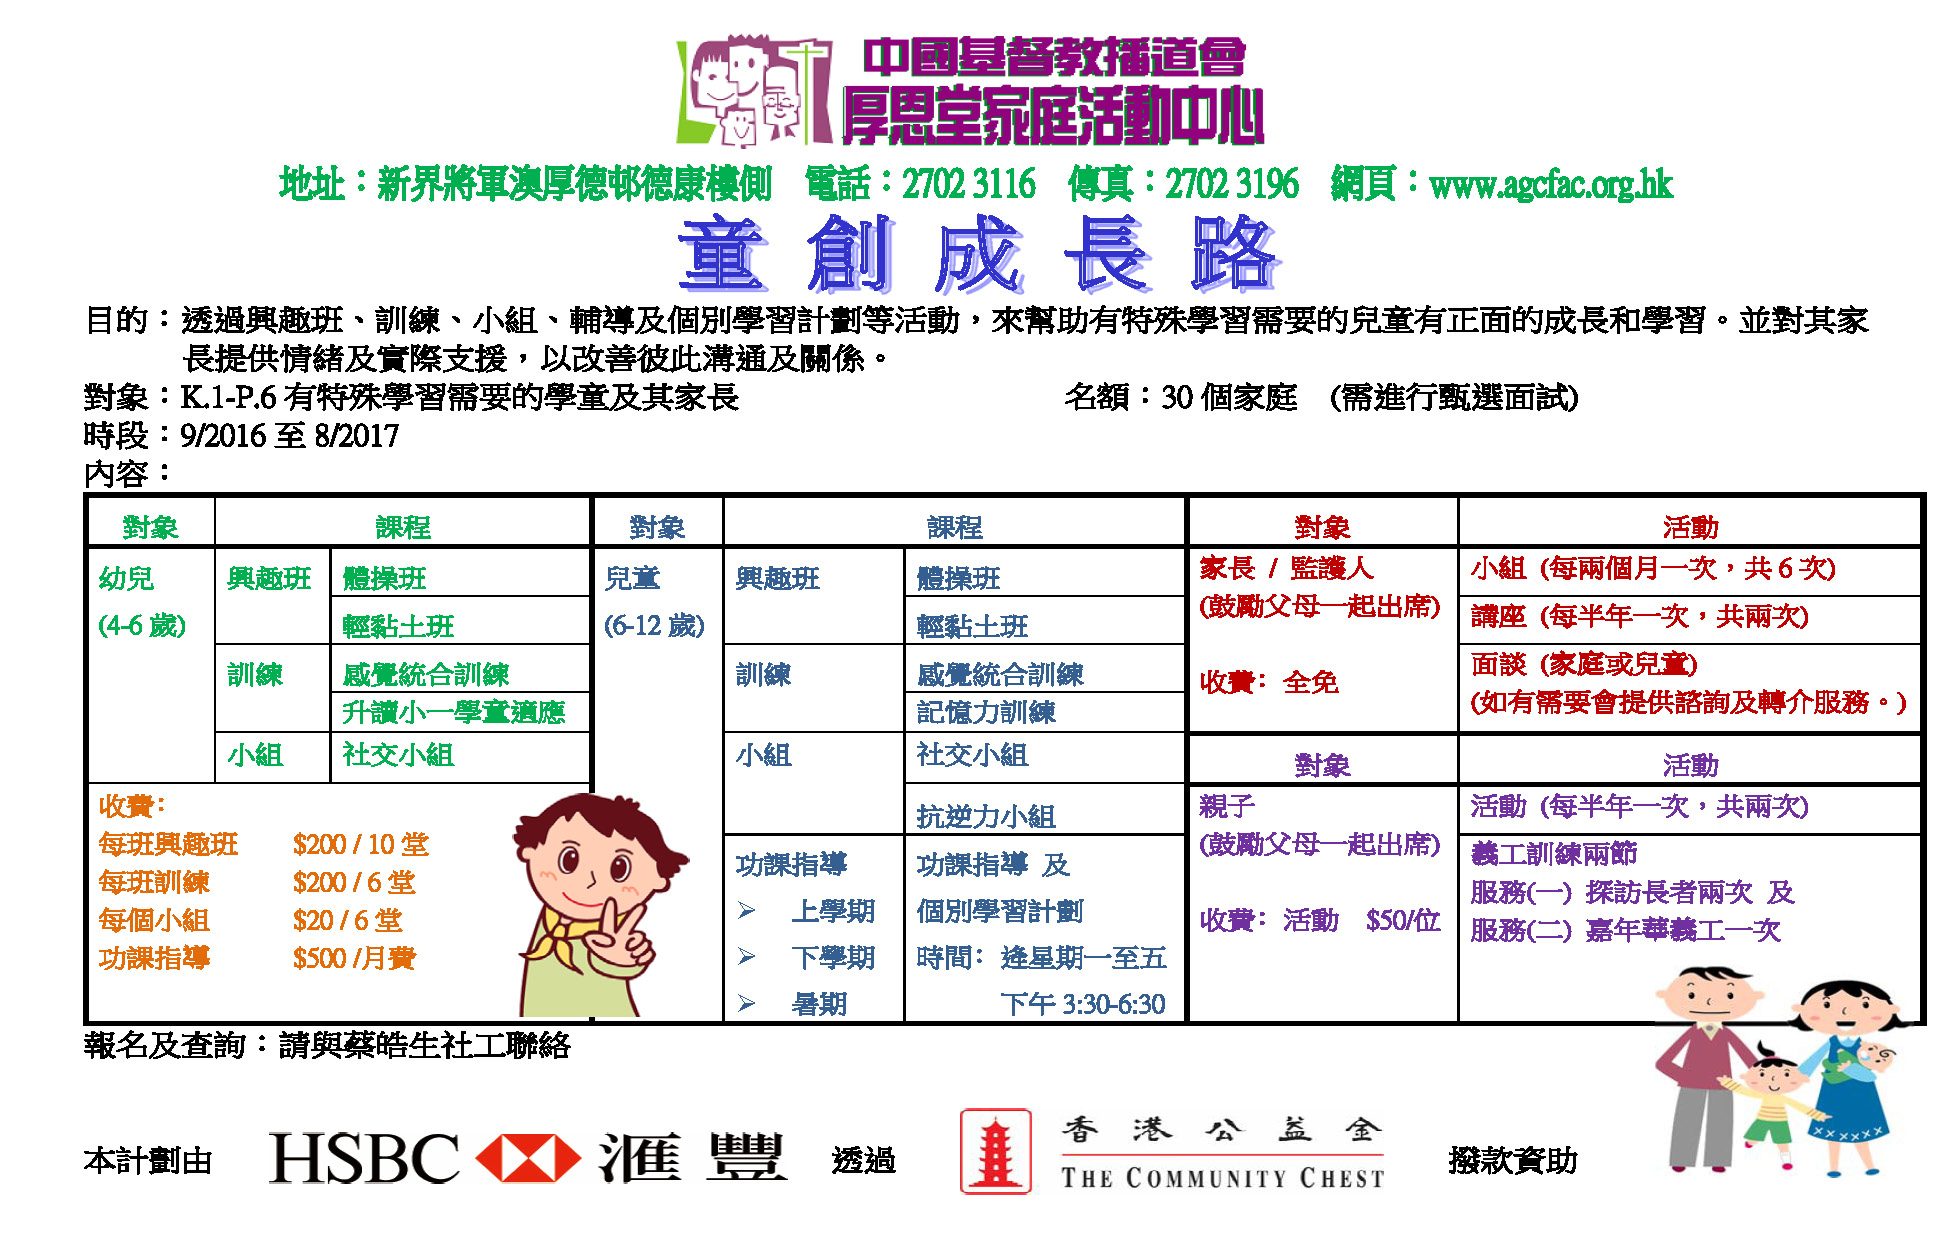 中國基督教播道會
厚恩堂家庭活動中心
地址：新界將軍澳厚德邨德康樓側　電話：2702 3116　傳真：2702 3196　網頁：www.agcfac.org.hk
童創成長路
目的：透過興趣班、訓練、小組、輔導及個別學習計劃等活動，來幫助有特殊學習需要的兒童有正面的成長和學習。並對其家
長提供情緒及實際支援，以改善彼此溝通及關係。
對象：K.1-P.6 有特殊學習需要的學童及其家長　名額：30 個家庭　(需進行甄選面試)
時段：9/2016 至 8/2017
內容：
對象　課程
幼兒
(4-6 歲)
興趣班　體操班
輕黏土班
訓練　感覺統合訓練
升讀小一學童適應
小組　社交小組
收費：
每班興趣班　$200 / 10 堂
每班訓練　$200 / 6 堂
每個小組　$20 / 6 堂
功課指導　$500 /月費
對象　課程
兒童
(6-12 歲)
興趣班　體操班
輕黏土班
訓練　感覺統合訓練
記憶力訓練
小組　社交小組
抗逆力小組
功課指導　功課指導 及
➢ 上學期　個別學習計劃
➢ 下學期　時間：逢星期一至五
➢ 暑期　下午 3:30-6:30
對象　活動
家長 / 監護人
(鼓勵父母一起出席)
收費：全免
小組 (每兩個月一次，共 6 次)
講座 (每半年一次，共兩次)
面談 (家庭或兒童)
(如有需要會提供諮詢及轉介服務。)
對象　活動
親子
(鼓勵父母一起出席)
收費：活動　$50/位
活動 (每半年一次，共兩次)
義工訓練兩節
服務(一) 探訪長者兩次 及
服務(二) 嘉年華義工一次
報名及查詢：請與蔡皓生社工聯絡
本計劃由 HSBC 滙豐 透過 香港公益金 撥款資助
THE COMMUNITY CHEST